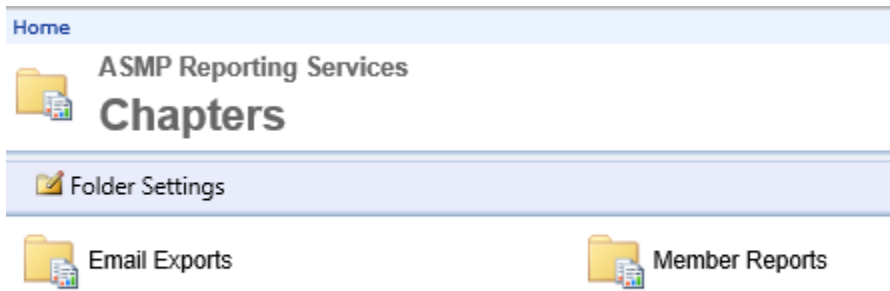 Home
ASMP Reporting Services
Chapters
Folder Settings
Email Exports
Member Reports